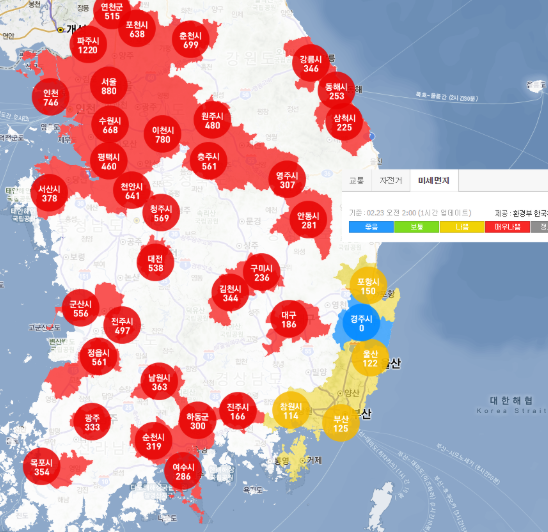 연천군
515
포천시
638
파주시
1220
춘천시
699
강릉시
346
동해시
253
삼척시
225
인천
746
서울
880
수원시
668
이천시
780
원주시
480
평택시
460
충주시
561
영주시
307
서산시
378
천안시
641
청주시
569
안동시
281
대전
538
구미시
236
김천시
344
군산시
556
전주시
497
대구
186
정읍시
561
남원시
363
광주
333
순천시
319
하동군
300
진주시
166
목포시
354
여수시
286
포항시
150
경주시
0
울산
122
창원시
114
부산
125
교통 자전거 미세먼지
기준 : 02.23 오전 2:00 (1시간 업데이트) 제공 : 환경부 한국
좋음 보통 나쁨 매우나쁨
대한해협
Korea Strait
거제
양산
문경